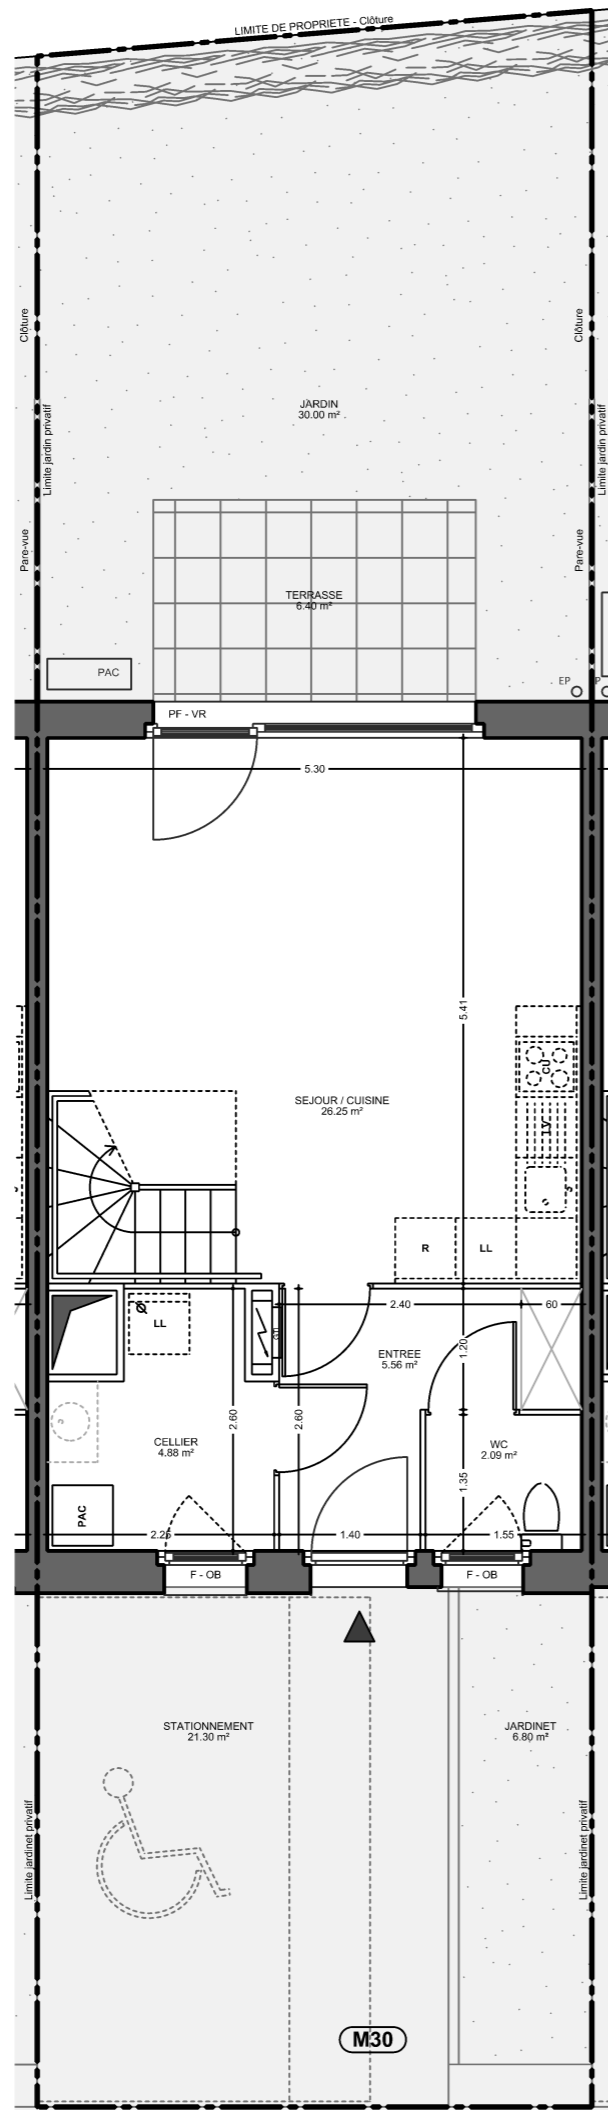 LIMITE DE PROPRIETE - Clôture
Clôture
Clôture
Limite jardin privatif
Limite jardin privatif
JARDIN
30.00 m²
Pare-vue
Pare-vue
TERRASSE
6.40 m²
PAC
EP
P
PF - VR
5.30
5.41
SEJOUR / CUISINE
26.25 m²
CU
LV
R
LL
LL
GTL
2.40
60
ENTREE
5.56 m²
1.20
2.60
2.60
CELLIER
4.88 m²
WC
2.09 m²
1.35
PAC
2.25
1.40
1.55
F - OB
F - OB
STATIONNEMENT
21.30 m²
JARDINET
6.80 m²
Limite jardinet privatif
Limite jardinet privatif
M30